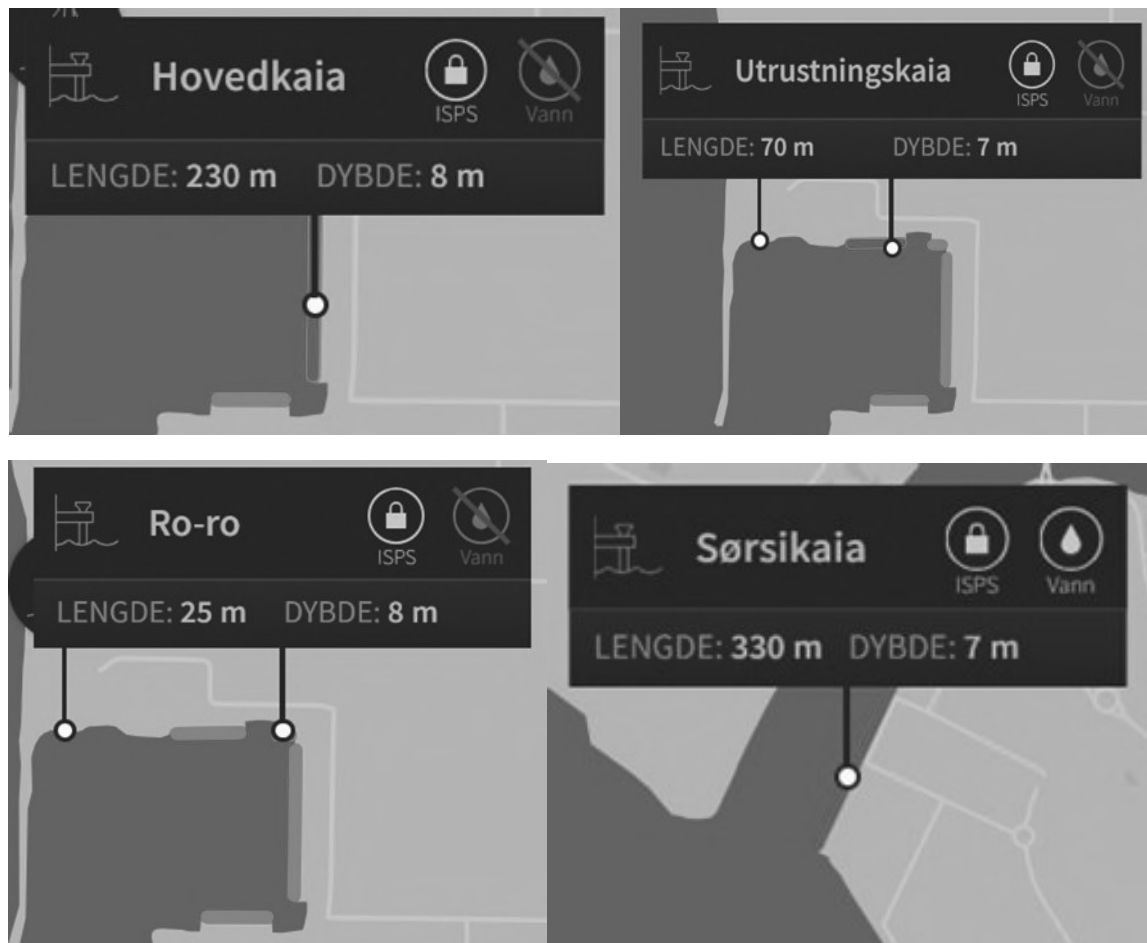 Hovedkaia
ISPS
Vann
LENGDE: 230 m DYBDE: 8 m
Utrustningskaia
ISPS
Vann
LENGDE: 70 m DYBDE: 7 m
Ro-ro
ISPS
Vann
LENGDE: 25 m DYBDE: 8 m
Sørsikaia
ISPS
Vann
LENGDE: 330 m DYBDE: 7 m